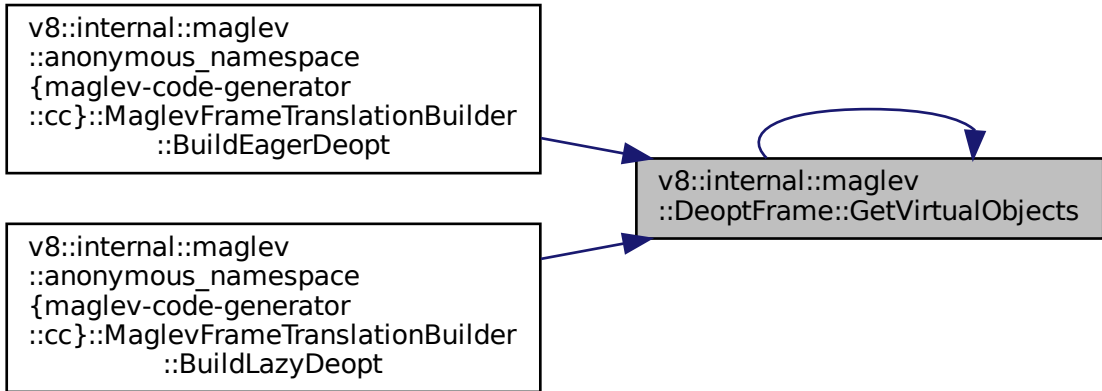 v8::internal::maglev
::anonymous_namespace
{maglev-code-generator
::cc}::MaglevFrameTranslationBuilder
::BuildEagerDeopt
v8::internal::maglev
::DeoptFrame::GetVirtualObjects
v8::internal::maglev
::anonymous_namespace
{maglev-code-generator
::cc}::MaglevFrameTranslationBuilder
::BuildLazyDeopt